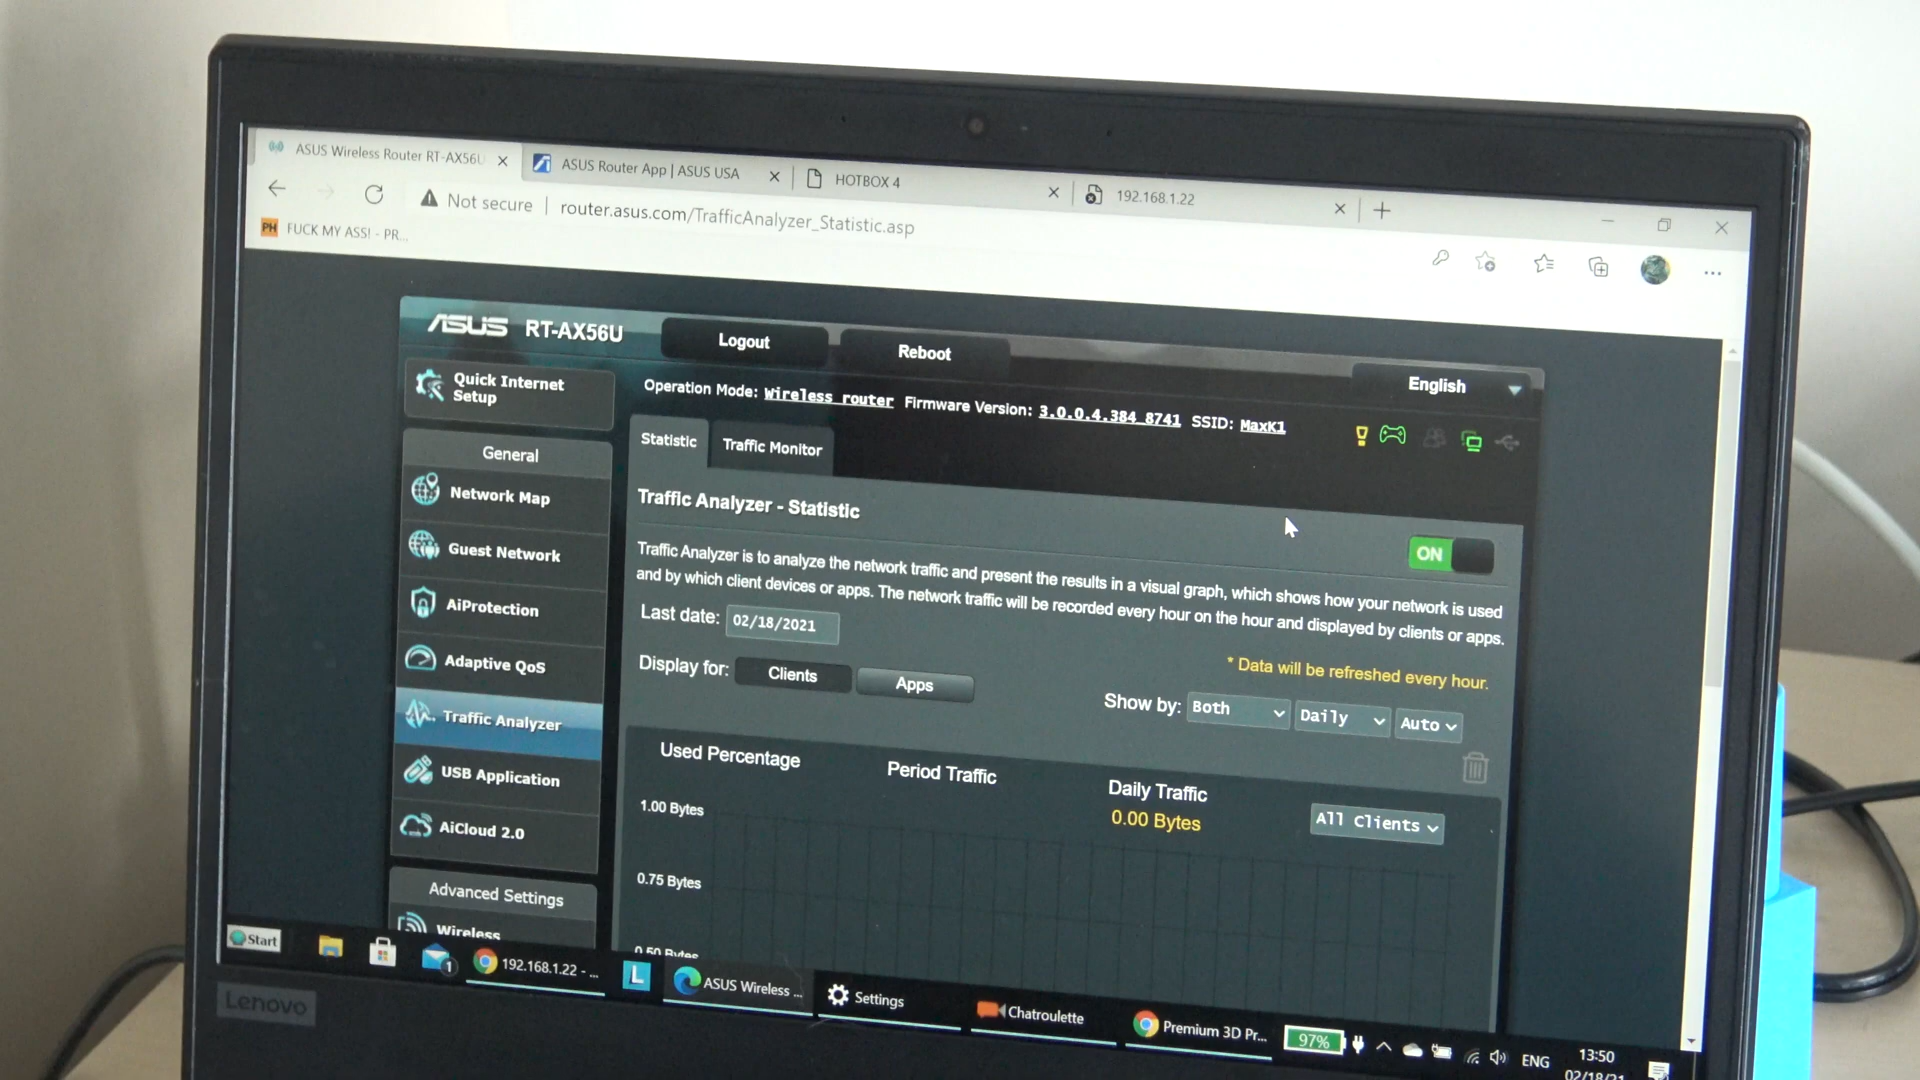 ASUS Wireless Router RT-AX56U
ASUS Router App | ASUS USA
HOTBOX 4
192.168.1.22
Not secure | router.asus.com/TrafficAnalyzer_Statistic.asp
PH FUCK MY ASS! - PR...
ASUS RT-AX56U
Logout
Reboot
English
Quick Internet
Setup
Operation Mode: Wireless router Firmware Version: 3.0.0.4.384_8741 SSID: MaxK1
General
Statistic
Traffic Monitor
Network Map
Guest Network
AiProtection
Adaptive QoS
Traffic Analyzer
USB Application
AiCloud 2.0
Advanced Settings
Wireless
Traffic Analyzer - Statistic
ON
Traffic Analyzer is to analyze the network traffic and present the results in a visual graph, which shows how your network is used
and by which client devices or apps. The network traffic will be recorded every hour on the hour and displayed by clients or apps.
Last date: 02/18/2021
* Data will be refreshed every hour.
Display for: Clients Apps
Show by: Both Daily Auto
Used Percentage
Period Traffic
Daily Traffic
0.00 Bytes
All Clients
1.00 Bytes
0.75 Bytes
0.50 Bytes
Start
1
192.168.1.22 - ...
L
ASUS Wireless ...
Settings
Chatroulette
Premium 3D Pr...
97%
ENG
13:50
02/18/21
Lenovo